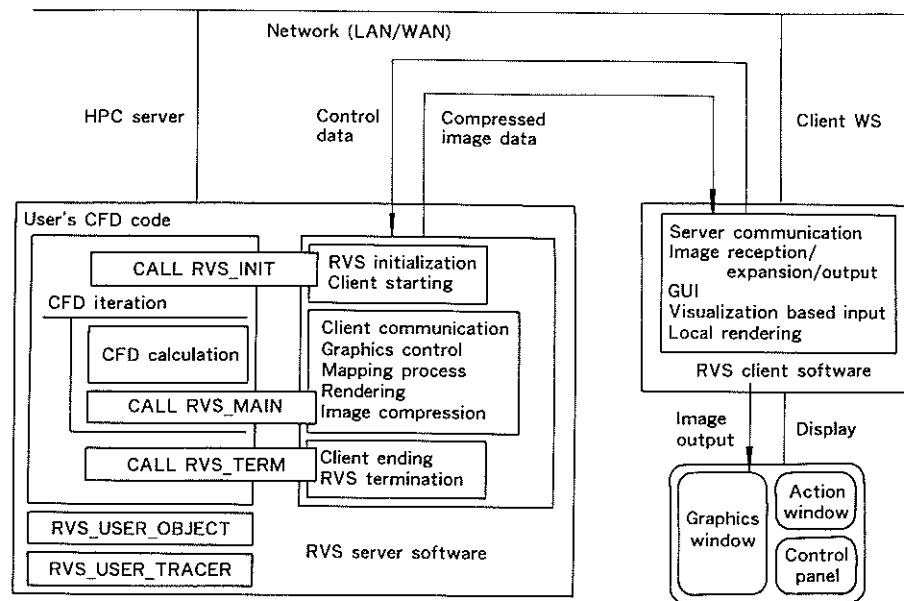 Network (LAN/WAN)
HPC server
Control
data
Compressed
image data
Client WS
User's CFD code
CALL RVS_INIT
CFD iteration
CFD calculation
CALL RVS_MAIN
CALL RVS_TERM
RVS_USER_OBJECT
RVS_USER_TRACER
RVS initialization
Client starting
Client communication
Graphics control
Mapping process
Rendering
Image compression
Client ending
RVS termination
RVS server software
Server communication
Image reception/
expansion/output
GUI
Visualization based input
Local rendering
RVS client software
Image
output
Display
Graphics
window
Action
window
Control
panel